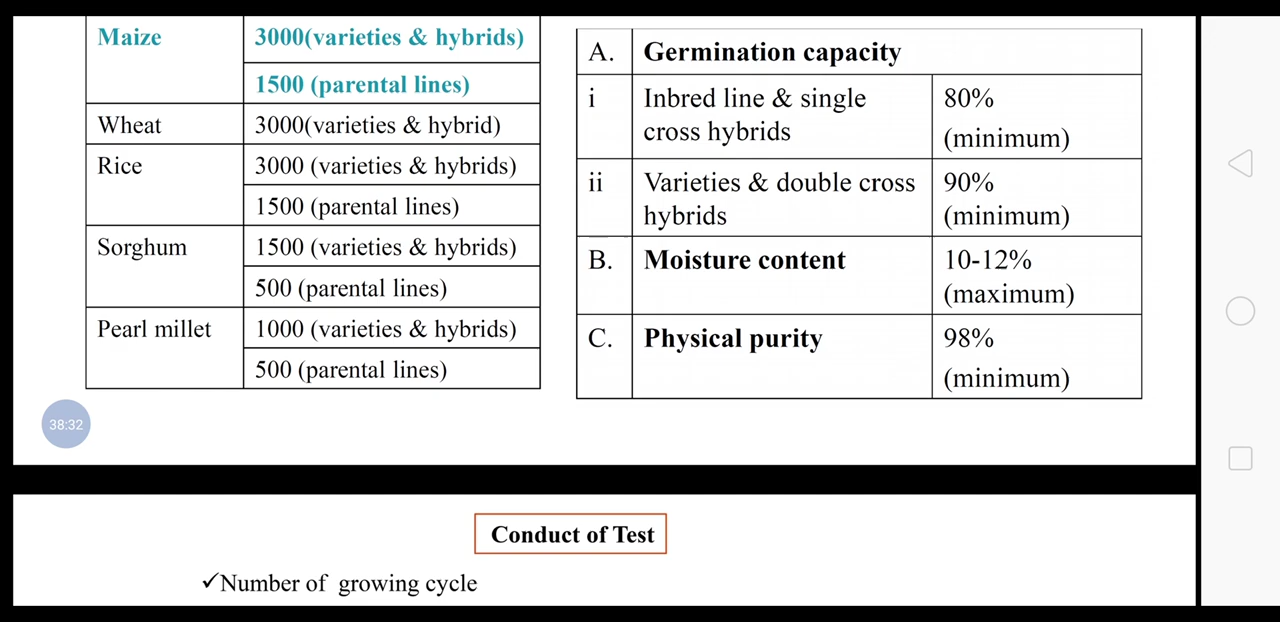 Maize
3000(varieties & hybrids)
1500 (parental lines)
Wheat
3000(varieties & hybrid)
Rice
3000 (varieties & hybrids)
1500 (parental lines)
Sorghum
1500 (varieties & hybrids)
500 (parental lines)
Pearl millet
1000 (varieties & hybrids)
500 (parental lines)
A.
Germination capacity
i
Inbred line & single
cross hybrids
80%
(minimum)
ii
Varieties & double cross
hybrids
90%
(minimum)
B.
Moisture content
10-12%
(maximum)
C.
Physical purity
98%
(minimum)
38:32
Conduct of Test
✓Number of growing cycle